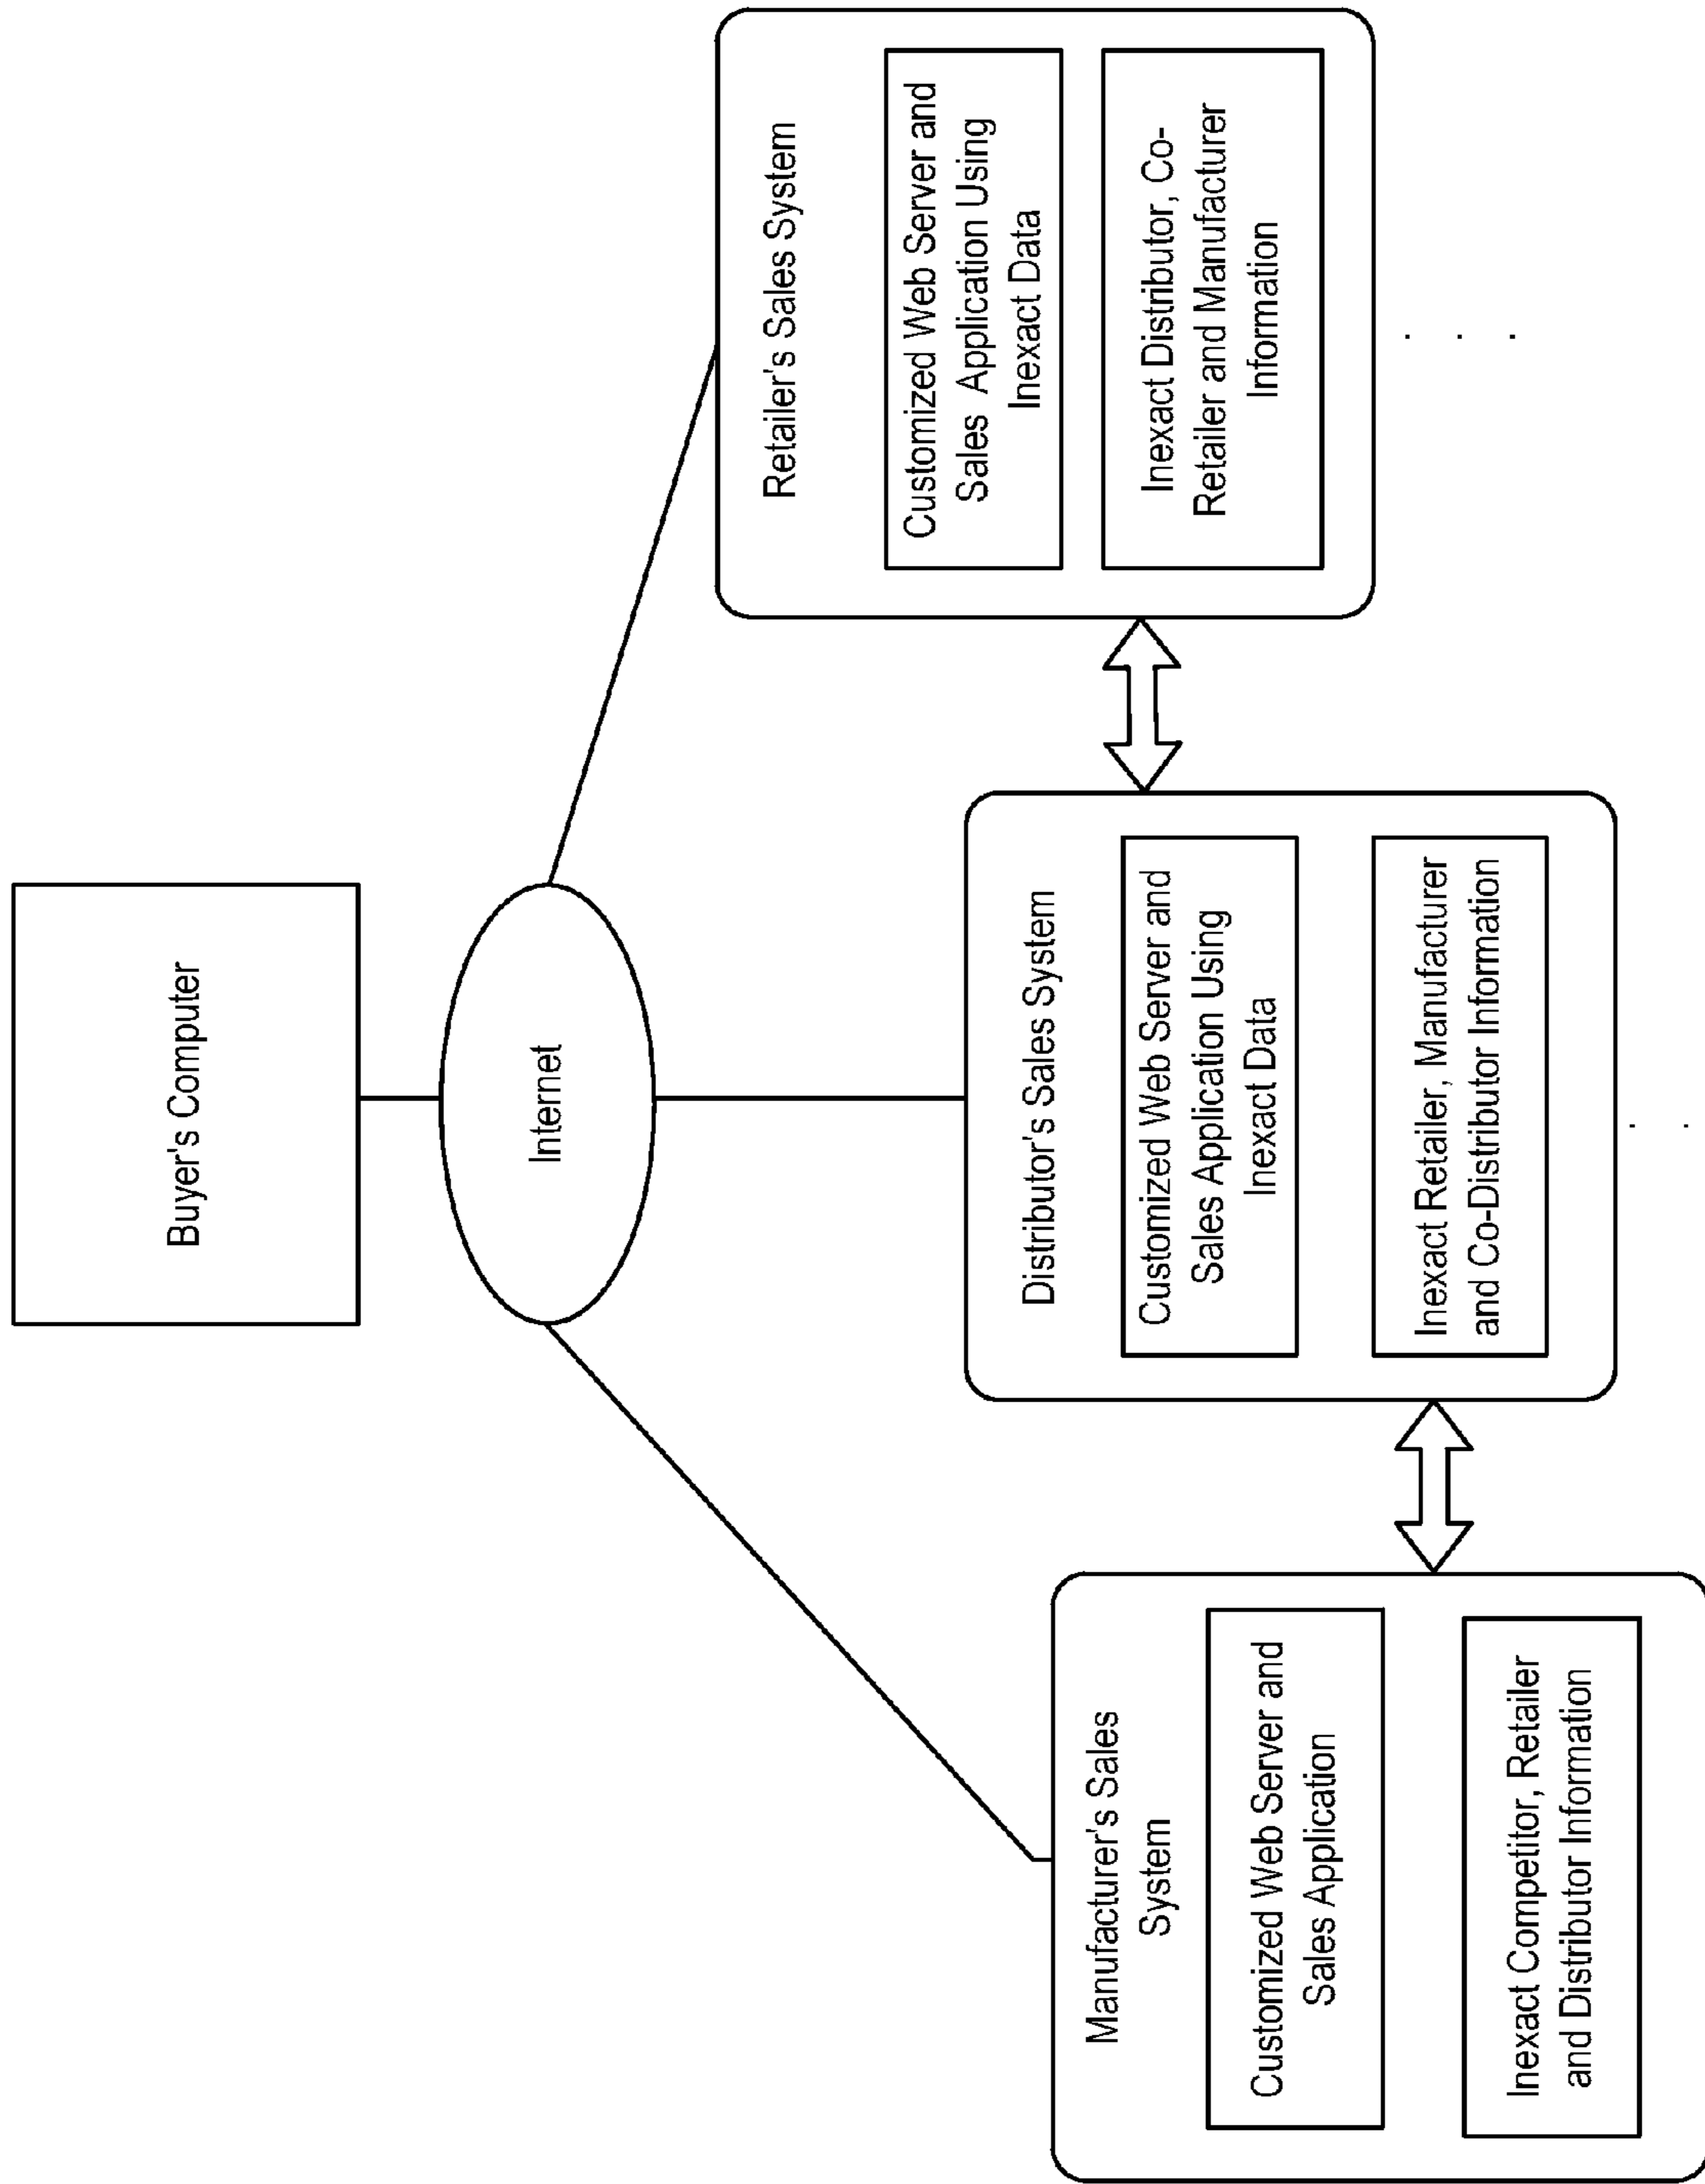 Buyer's Computer
Internet
Manufacturer's Sales
System
Customized Web Server and
Sales Application
Inexact Competitor, Retailer
and Distributor Information
Distributor's Sales System
Customized Web Server and
Sales Application Using
Inexact Data
Inexact Retailer, Manufacturer
and Co-Distributor Information
. .
Retailer's Sales System
Customized Web Server and
Sales Application Using
Inexact Data
Inexact Distributor, Co-
Retailer and Manufacturer
Information
. . .